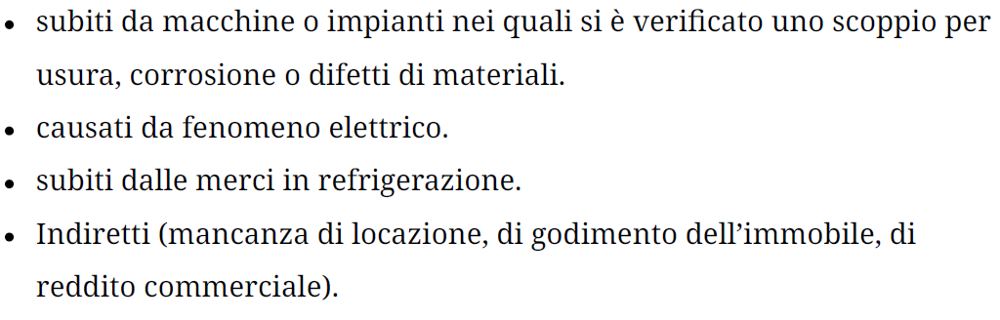 • subiti da macchine o impianti nei quali si è verificato uno scoppio per
usura, corrosione o difetti di materiali.
• causati da fenomeno elettrico.
• subiti dalle merci in refrigerazione.
• Indiretti (mancanza di locazione, di godimento dell’immobile, di
reddito commerciale).